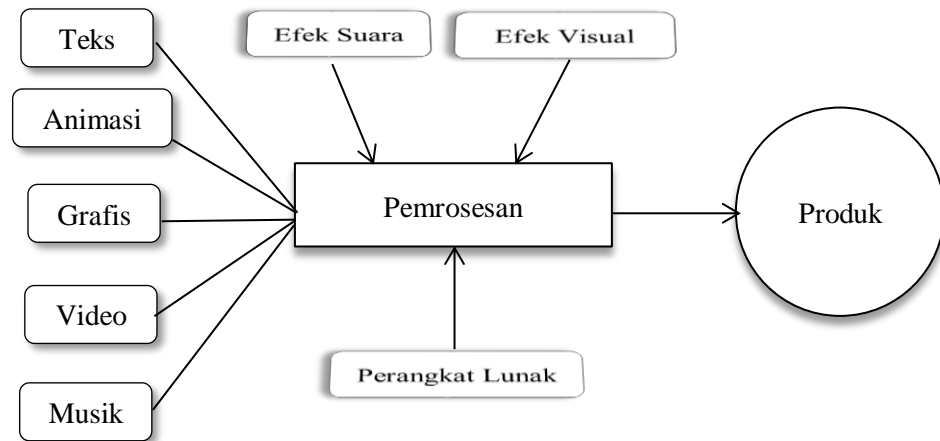 Teks
Efek Suara
Efek Visual
Animasi
Grafis
Pemrosesan
Produk
Video
Perangkat Lunak
Musik